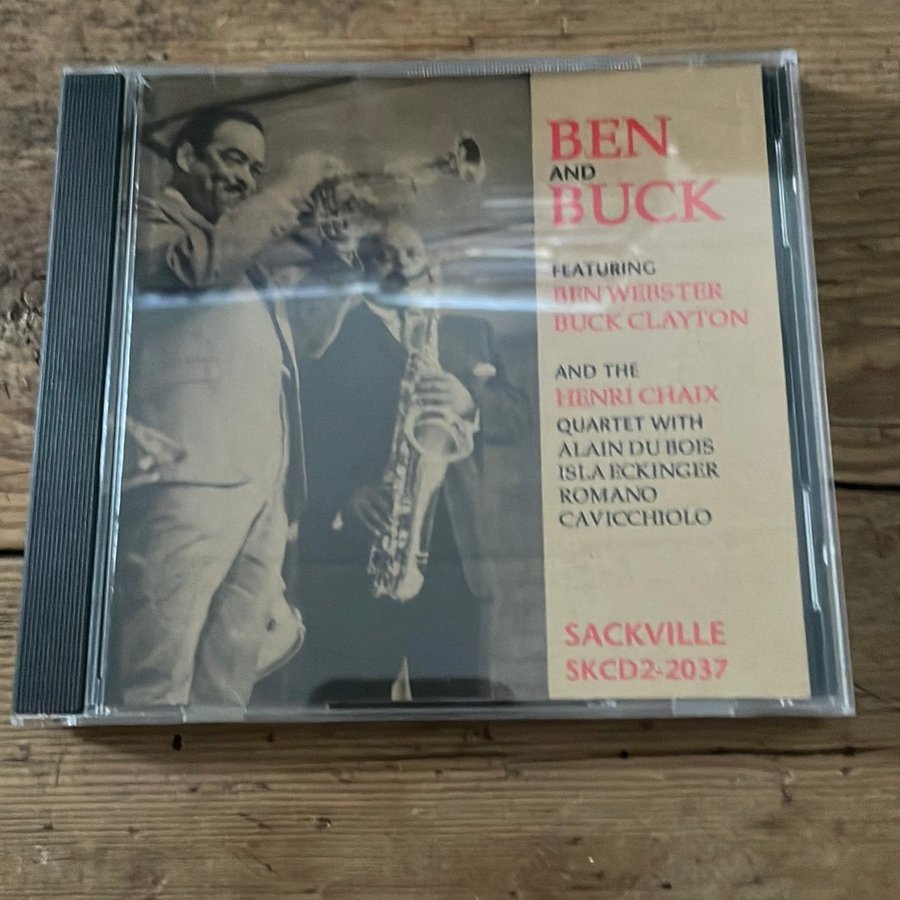 BEN
AND
BUCK
FEATURING
BEN WEBSTER
BUCK CLAYTON
AND THE
HENRI CHAIX
QUARTET WITH
ALAIN DU BOIS
ISLA ECKINGER
ROMANO
CAVICCHIOLO
SACKVILLE
SKCD2-2037